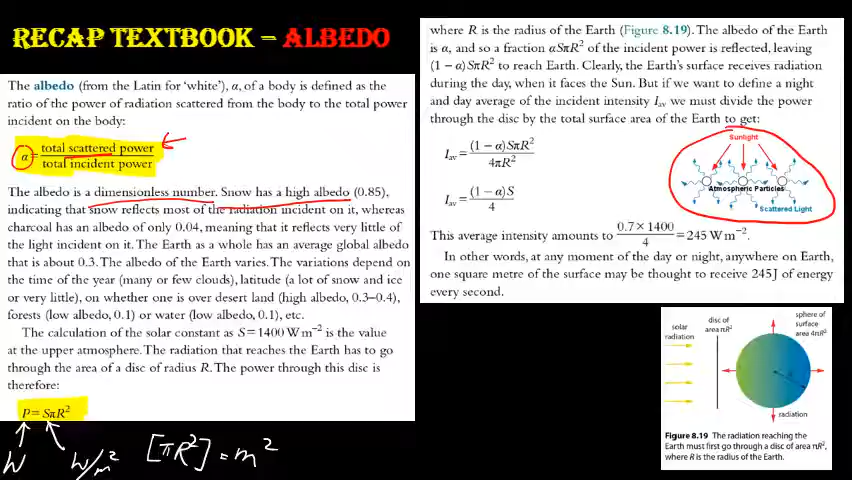 RECAP TEXTBOOK – ALBEDO
The albedo (from the Latin for ‘white’), α, of a body is defined as the
ratio of the power of radiation scattered from the body to the total power
incident on the body:
α = total scattered power / total incident power
The albedo is a dimensionless number. Snow has a high albedo (0.85),
indicating that snow reflects most of the radiation incident on it, whereas
charcoal has an albedo of only 0.04, meaning that it reflects very little of
the light incident on it. The Earth as a whole has an average global albedo
that is about 0.3. The albedo of the Earth varies. The variations depend on
the time of the year (many or few clouds), latitude (a lot of snow and ice
or very little), on whether one is over desert land (high albedo, 0.3–0.4),
forests (low albedo, 0.1) or water (low albedo, 0.1), etc.
The calculation of the solar constant as S = 1400 W m⁻² is the value
at the upper atmosphere. The radiation that reaches the Earth has to go
through the area of a disc of radius R. The power through this disc is
therefore:
P = SπR²
W W/m² [πR²] = m²
where R is the radius of the Earth (Figure 8.19). The albedo of the Earth
is α, and so a fraction αSπR² of the incident power is reflected, leaving
(1 − α)SπR² to reach Earth. Clearly, the Earth's surface receives radiation
during the day, when it faces the Sun. But if we want to define a night
and day average of the incident intensity Iav we must divide the power
through the disc by the total surface area of the Earth to get:
Iav = (1 − α)SπR² / 4πR²
Iav = (1 − α)S / 4
Sunlight
Atmospheric Particles
Scattered Light
This average intensity amounts to 0.7 × 1400 / 4 = 245 W m⁻².
In other words, at any moment of the day or night, anywhere on Earth,
one square metre of the surface may be thought to receive 245 J of energy
every second.
solar
radiation
disc of
area πR²
sphere of
surface
area 4πR²
R
radiation
Figure 8.19 The radiation reaching the
Earth must first go through a disc of area πR²,
where R is the radius of the Earth.